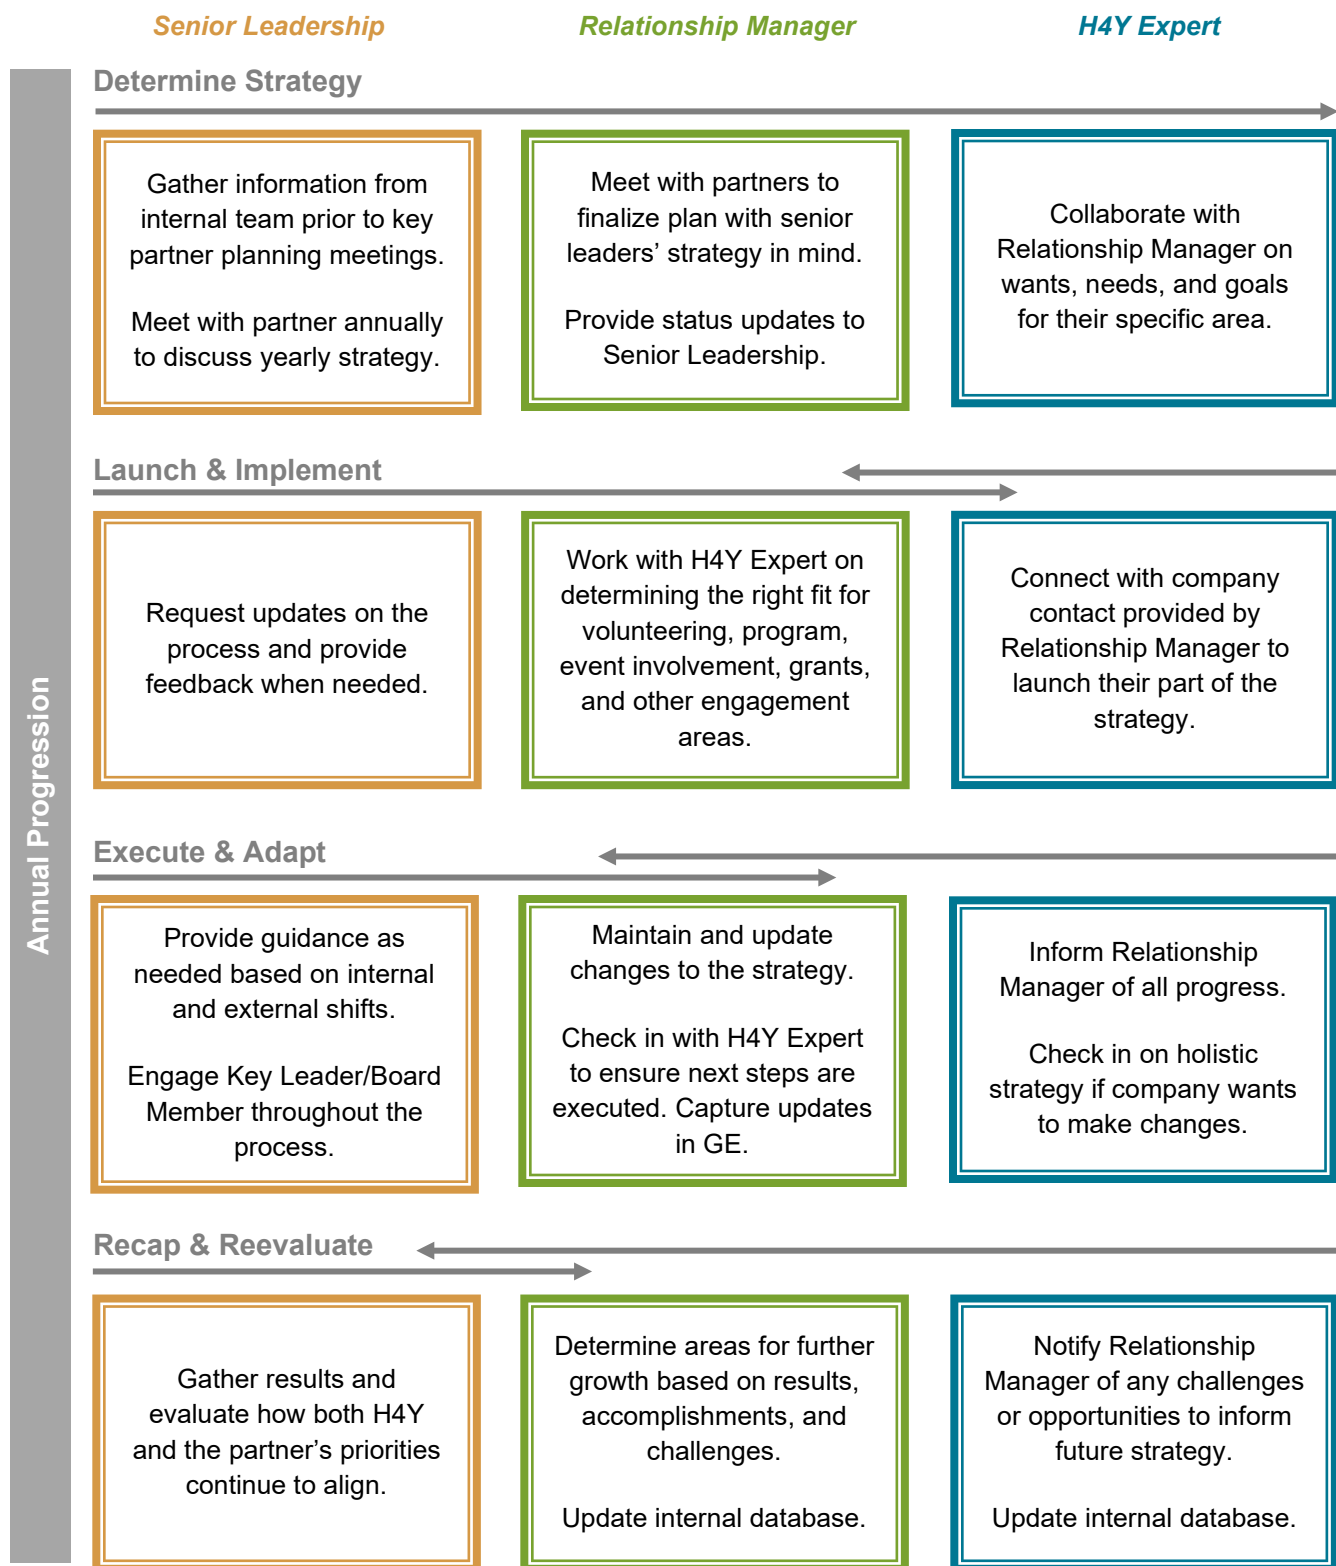 Senior Leadership
Relationship Manager
H4Y Expert
Annual Progression
Determine Strategy
Gather information from
internal team prior to key
partner planning meetings.
Meet with partner annually
to discuss yearly strategy.
Meet with partners to
finalize plan with senior
leaders’ strategy in mind.
Provide status updates to
Senior Leadership.
Collaborate with
Relationship Manager on
wants, needs, and goals
for their specific area.
Launch & Implement
Request updates on the
process and provide
feedback when needed.
Work with H4Y Expert on
determining the right fit for
volunteering, program,
event involvement, grants,
and other engagement
areas.
Connect with company
contact provided by
Relationship Manager to
launch their part of the
strategy.
Execute & Adapt
Provide guidance as
needed based on internal
and external shifts.
Engage Key Leader/Board
Member throughout the
process.
Maintain and update
changes to the strategy.
Check in with H4Y Expert
to ensure next steps are
executed. Capture updates
in GE.
Inform Relationship
Manager of all progress.
Check in on holistic
strategy if company wants
to make changes.
Recap & Reevaluate
Gather results and
evaluate how both H4Y
and the partner’s priorities
continue to align.
Determine areas for further
growth based on results,
accomplishments, and
challenges.
Update internal database.
Notify Relationship
Manager of any challenges
or opportunities to inform
future strategy.
Update internal database.